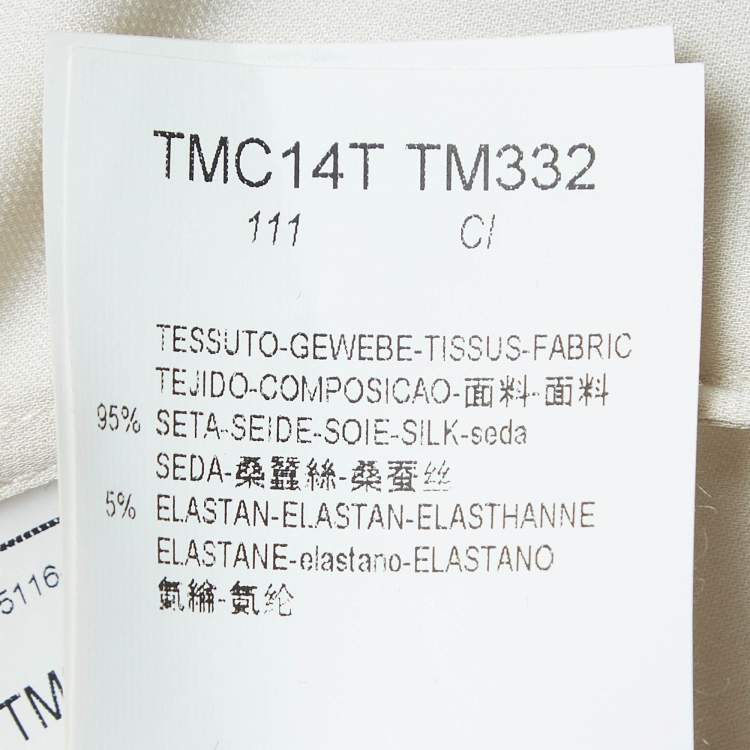 TMC14T TM332
111 CI
TESSUTO-GEWEBE-TISSUS-FABRIC
TEJIDO-COMPOSICAO-面料-面料
95% SETA-SEIDE-SOIE-SILK-seda
SEDA-桑蠶絲-桑蚕丝
5% ELASTAN-ELASTAN-ELASTHANNE
ELASTANE-elastano-ELASTANO
氨綸-氨纶
5116
TMC